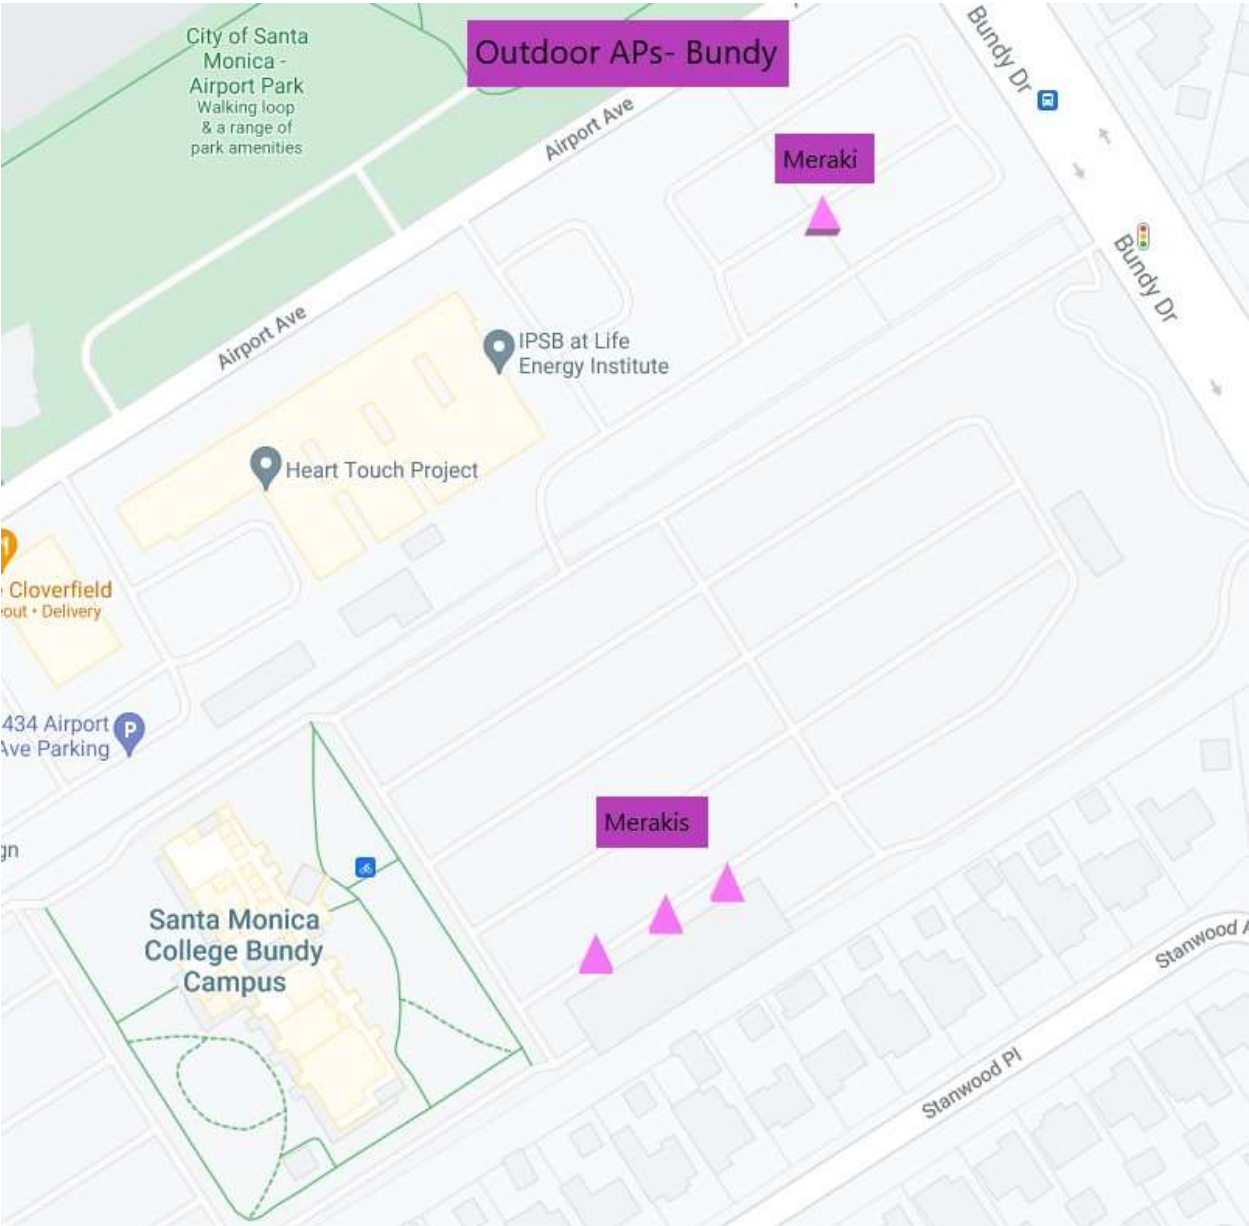 City of Santa
Monica -
Airport Park
Walking loop
& a range of
park amenities
Outdoor APs- Bundy
Bundy Dr
Airport Ave
Meraki
Bundy Dr
Airport Ave
IPSB at Life
Energy Institute
Heart Touch Project
Cloverfield
out • Delivery
434 Airport
Ave Parking
P
Merakis
gn
Santa Monica
College Bundy
Campus
Stanwood
Stanwood Pl